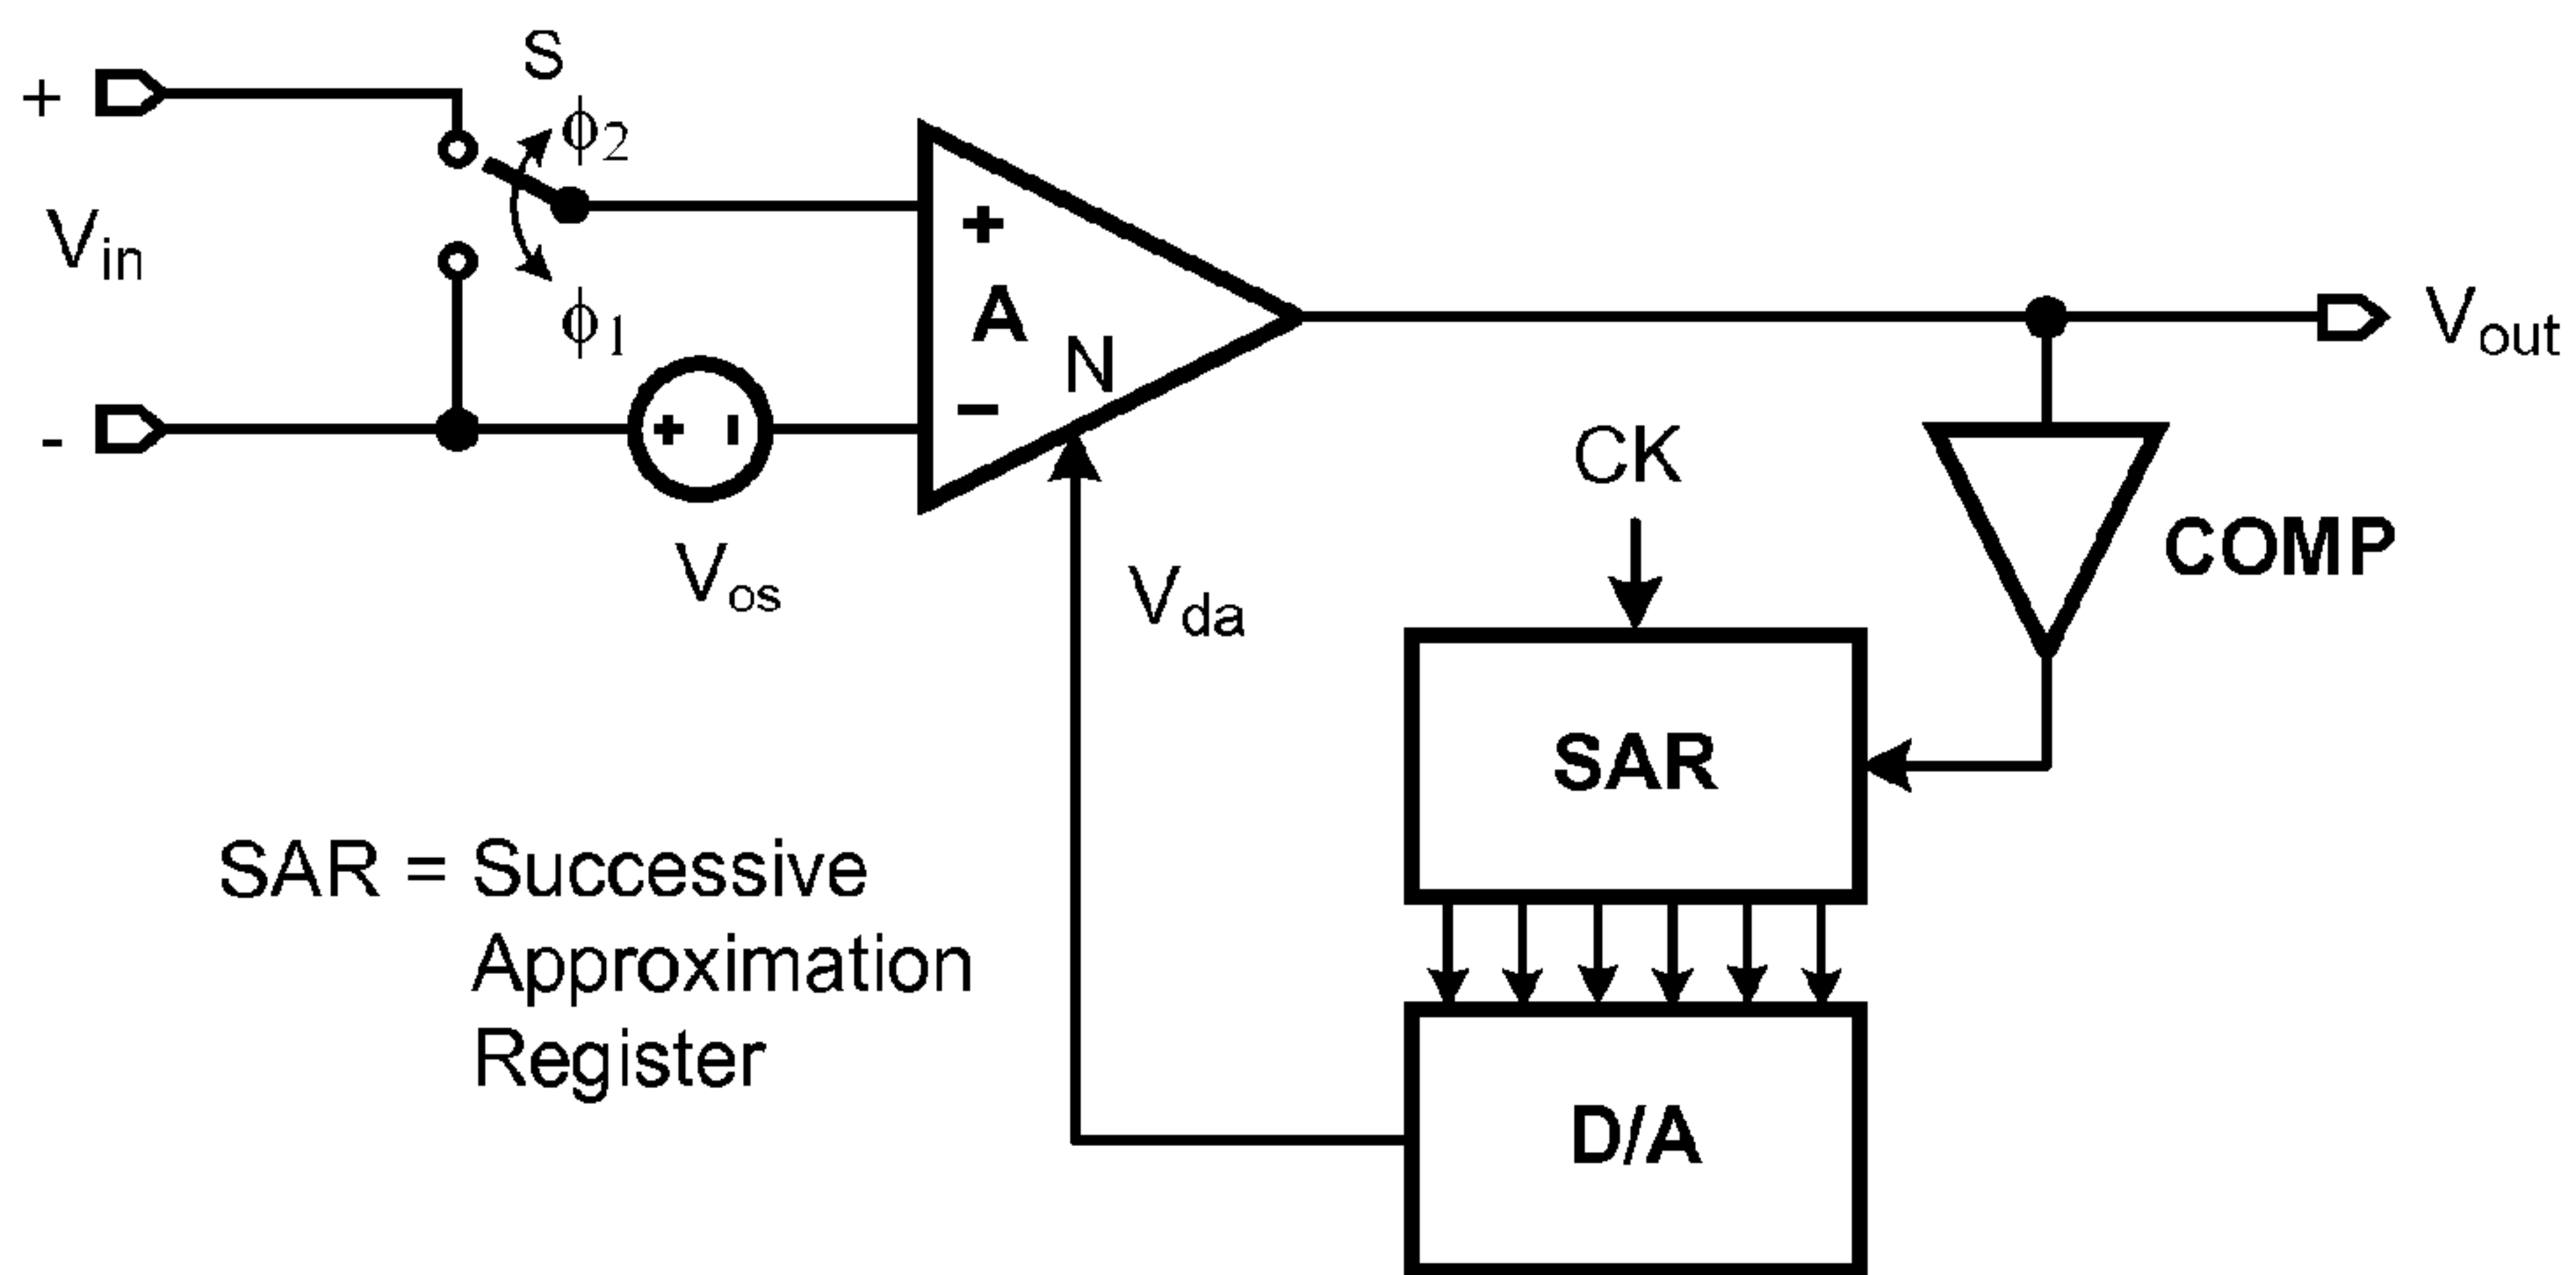 S
+
ϕ2
Vin
ϕ1
-
+
A
N
−
+ -
Vos
Vout
CK
COMP
Vda
SAR
SAR = Successive
Approximation
Register
D/A